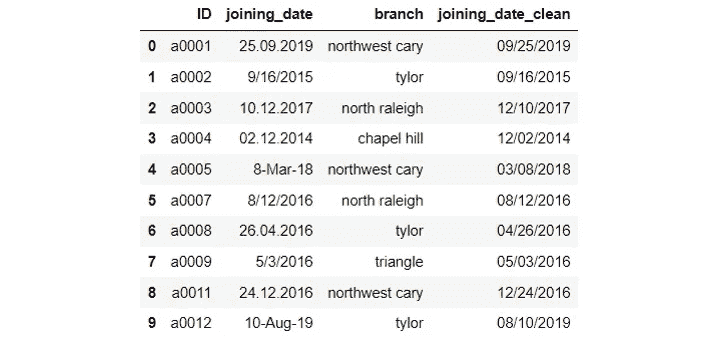 ID joining_date branch joining_date_clean
0 a0001 25.09.2019 northwest cary 09/25/2019
1 a0002 9/16/2015 tylor 09/16/2015
2 a0003 10.12.2017 north raleigh 12/10/2017
3 a0004 02.12.2014 chapel hill 12/02/2014
4 a0005 8-Mar-18 northwest cary 03/08/2018
5 a0007 8/12/2016 north raleigh 08/12/2016
6 a0008 26.04.2016 tylor 04/26/2016
7 a0009 5/3/2016 triangle 05/03/2016
8 a0011 24.12.2016 northwest cary 12/24/2016
9 a0012 10-Aug-19 tylor 08/10/2019